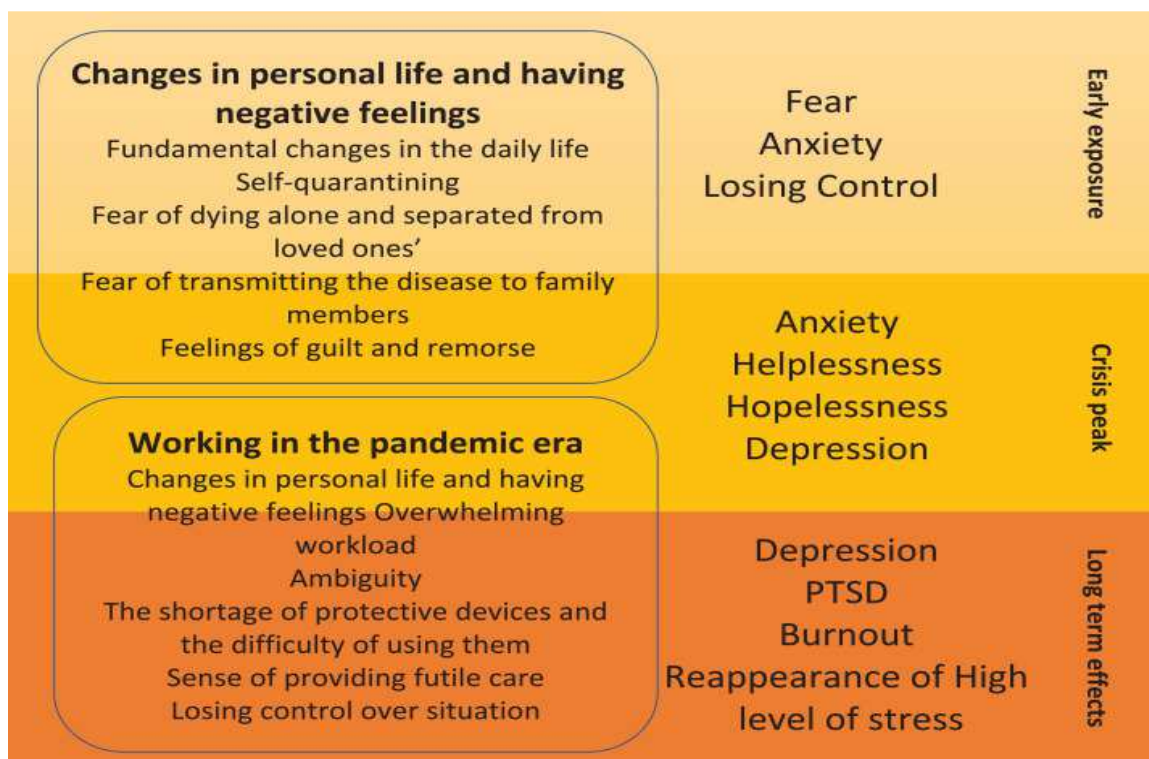 Changes in personal life and having
negative feelings
Fundamental changes in the daily life
Self-quarantining
Fear of dying alone and separated from
loved ones’
Fear of transmitting the disease to family
members
Feelings of guilt and remorse
Working in the pandemic era
Changes in personal life and having
negative feelings Overwhelming
workload
Ambiguity
The shortage of protective devices and
the difficulty of using them
Sense of providing futile care
Losing control over situation
Fear
Anxiety
Losing Control
Early exposure
Anxiety
Helplessness
Hopelessness
Depression
Crisis peak
Depression
PTSD
Burnout
Reappearance of High
level of stress
Long term effects